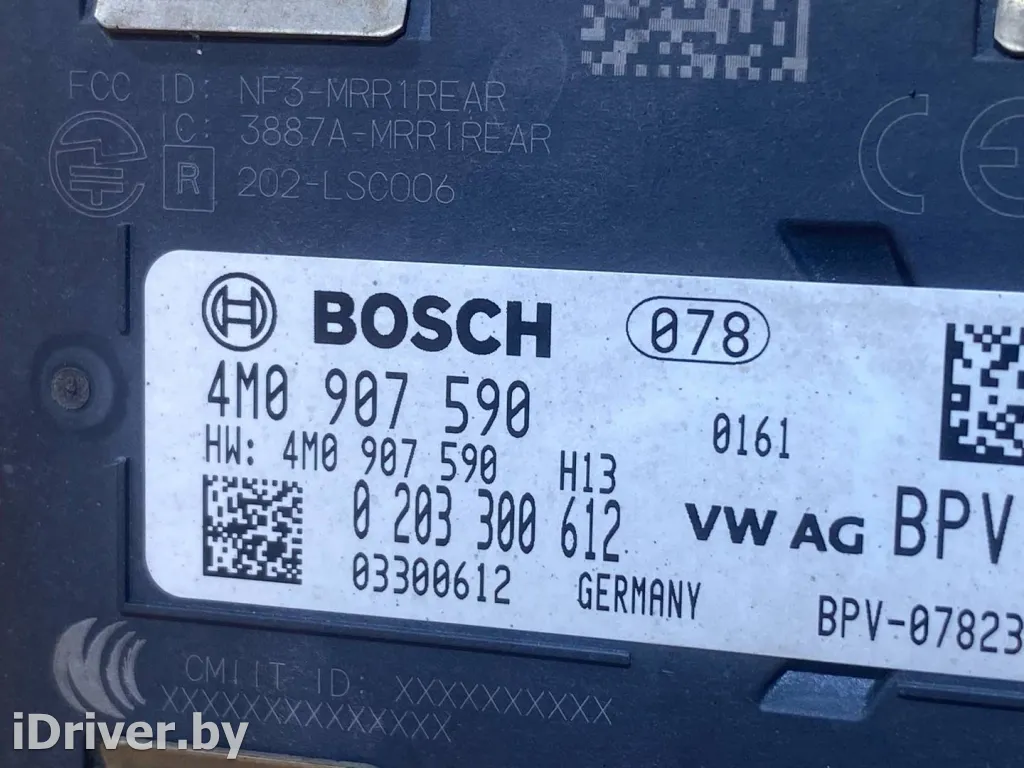 FCC ID: NF3-MRR1REAR
IC: 3887A-MRR1REAR
R 202-LSC006
CE
BOSCH 078
4M0 907 590 0161
HW: 4M0 907 590 H13
0 203 300 612 VW AG BPV
03300612 GERMANY BPV-07823
CMIIT ID: XXXXXXXXXX
XXXXXXXXXXXXXX
iDriver.by